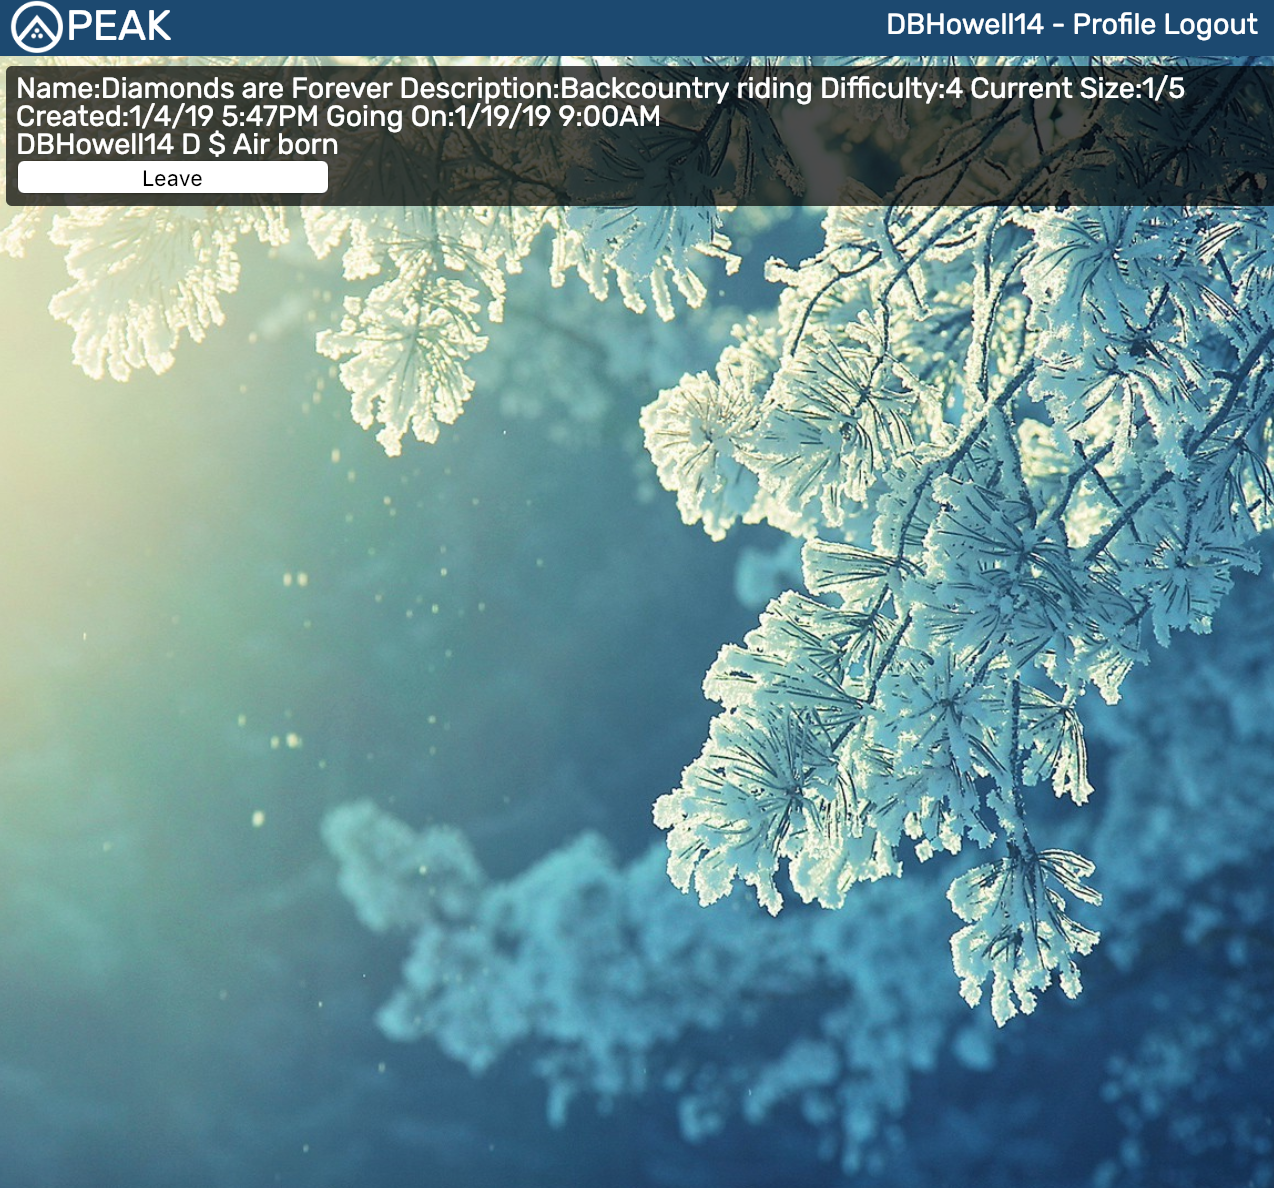 PEAK
DBHowell14 - Profile Logout
Name:Diamonds are Forever Description:Backcountry riding Difficulty:4 Current Size:1/5
Created:1/4/19 5:47PM Going On:1/19/19 9:00AM
DBHowell14 D $ Air born
Leave